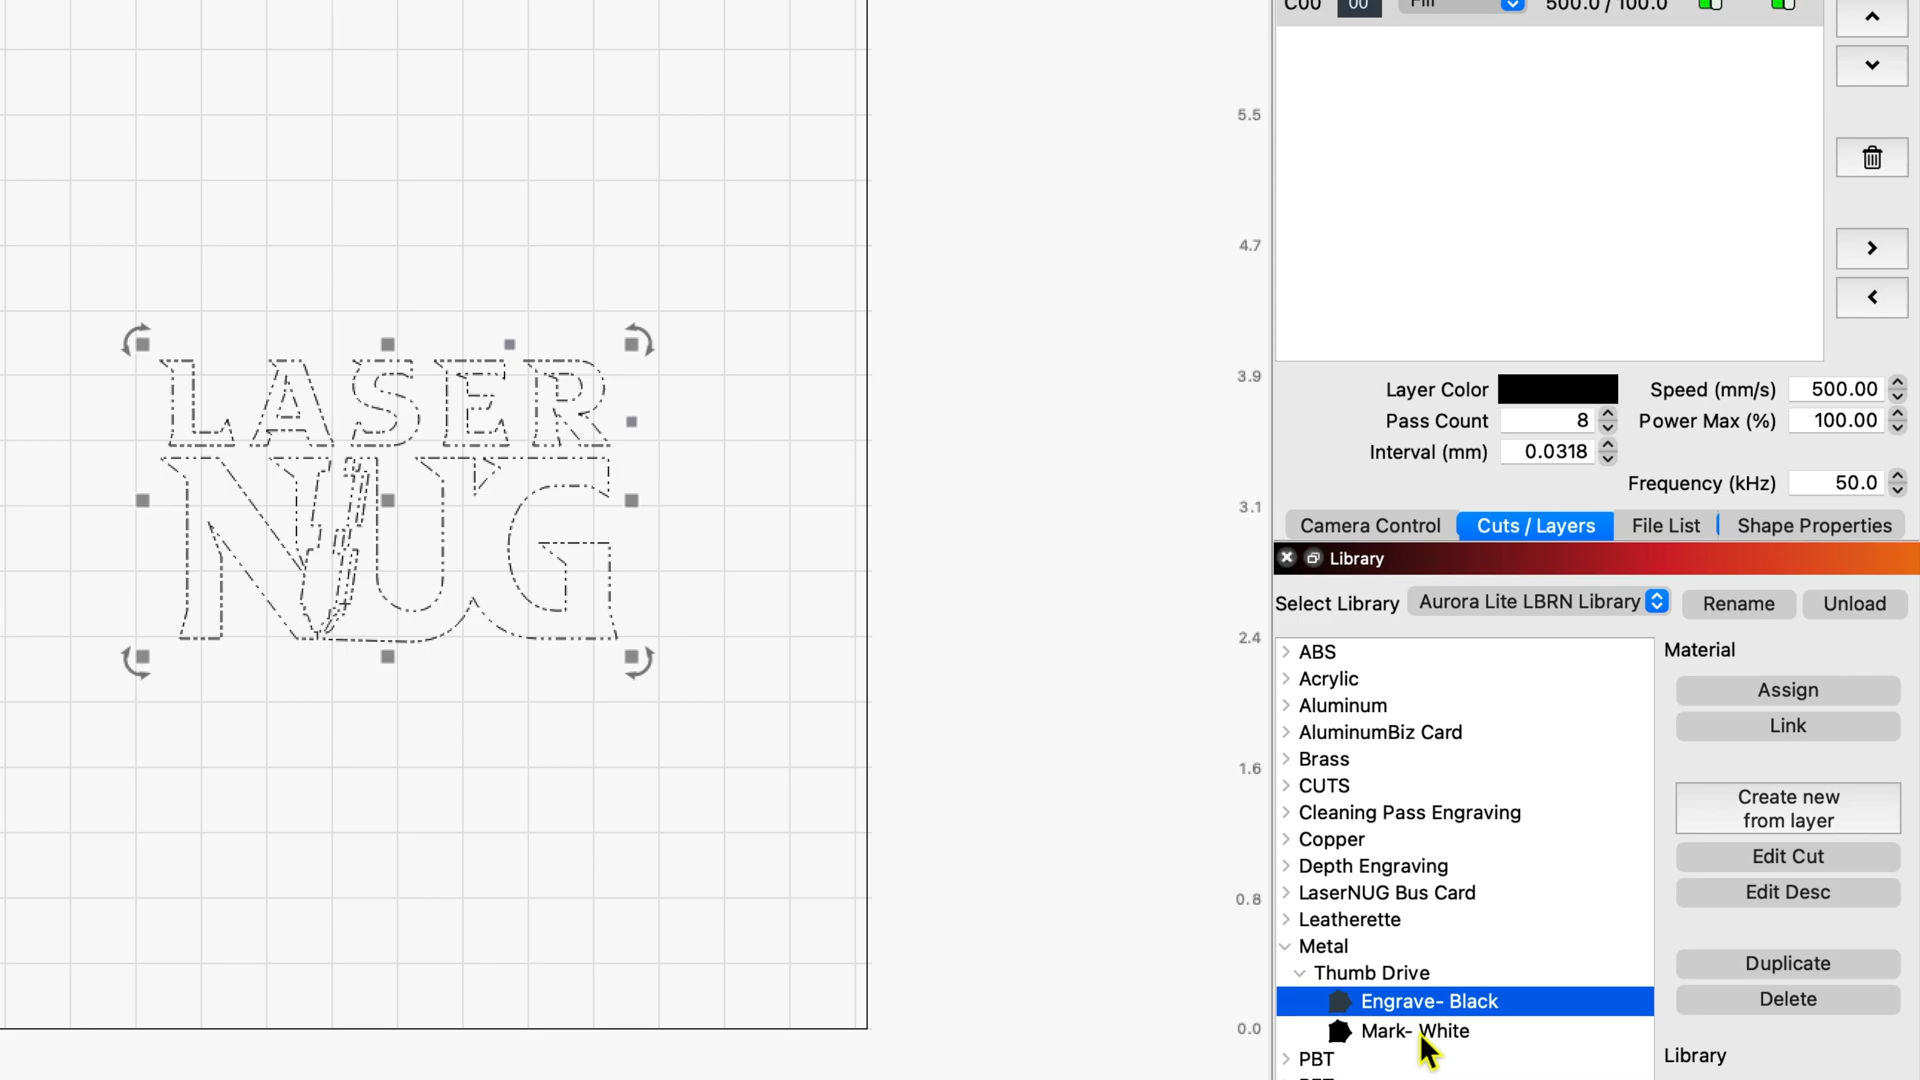 C00 00 Fill 500.0 / 100.0
5.5
4.7
3.9
3.1
2.4
1.6
0.8
0.0
LASER
NUG
Layer Color Speed (mm/s) 500.00
Pass Count 8 Power Max (%) 100.00
Interval (mm) 0.0318
Frequency (kHz) 50.0
Camera Control Cuts / Layers File List Shape Properties
Library
Select Library Aurora Lite LBRN Library Rename Unload
ABS
Acrylic
Aluminum
AluminumBiz Card
Brass
CUTS
Cleaning Pass Engraving
Copper
Depth Engraving
LaserNUG Bus Card
Leatherette
Metal
Thumb Drive
Engrave- Black
Mark- White
PBT
Material
Assign
Link
Create new
from layer
Edit Cut
Edit Desc
Duplicate
Delete
Library